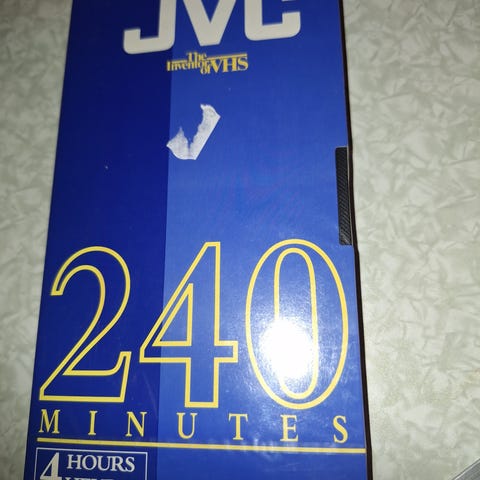 JVC
The
Inventor of VHS
240
MINUTES
4 HOURS